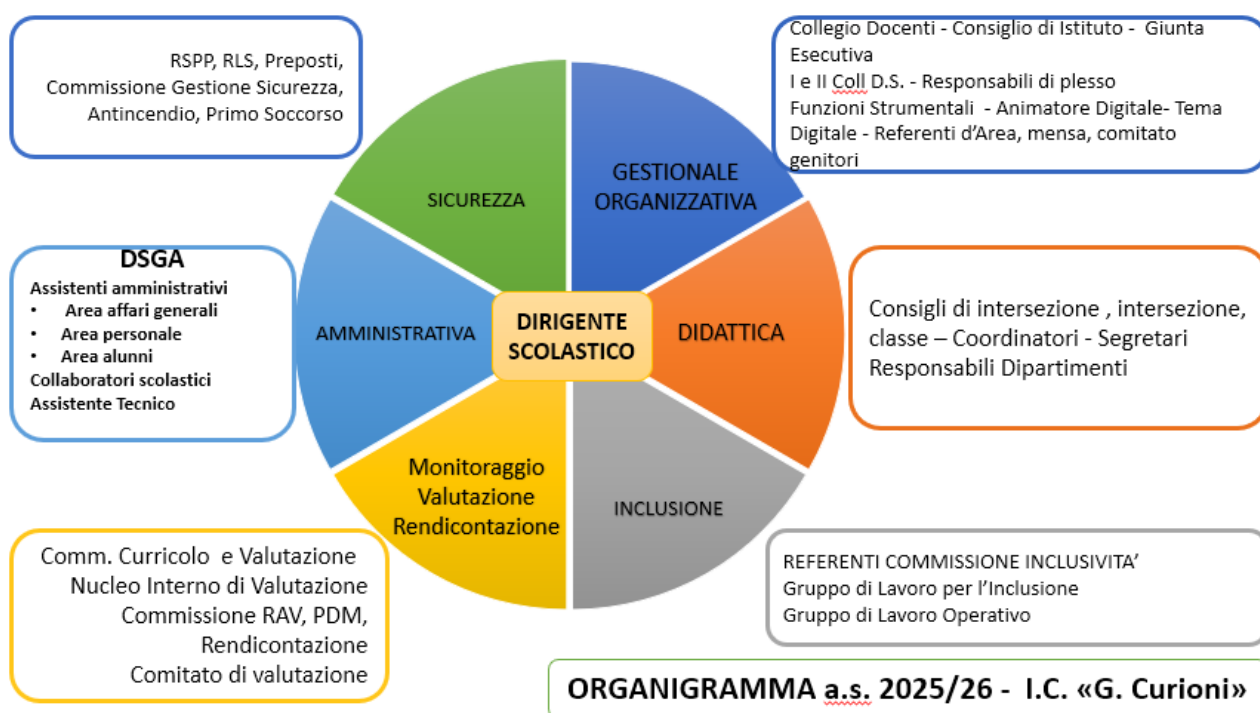 RSPP, RLS, Preposti,
Commissione Gestione Sicurezza,
Antincendio, Primo Soccorso
Collegio Docenti - Consiglio di Istituto - Giunta
Esecutiva
I e II Coll D.S. - Responsabili di plesso
Funzioni Strumentali - Animatore Digitale- Tema
Digitale - Referenti d’Area, mensa, comitato
genitori
SICUREZZA
GESTIONALE
ORGANIZZATIVA
DSGA
Assistenti amministrativi
• Area affari generali
• Area personale
• Area alunni
Collaboratori scolastici
Assistente Tecnico
AMMINISTRATIVA
DIRIGENTE
SCOLASTICO
DIDATTICA
Consigli di intersezione , intersezione,
classe – Coordinatori - Segretari
Responsabili Dipartimenti
Monitoraggio
Valutazione
Rendicontazione
INCLUSIONE
Comm. Curricolo e Valutazione
Nucleo Interno di Valutazione
Commissione RAV, PDM,
Rendicontazione
Comitato di valutazione
REFERENTI COMMISSIONE INCLUSIVITA’
Gruppo di Lavoro per l’Inclusione
Gruppo di Lavoro Operativo
ORGANIGRAMMA a.s. 2025/26 - I.C. «G. Curioni»